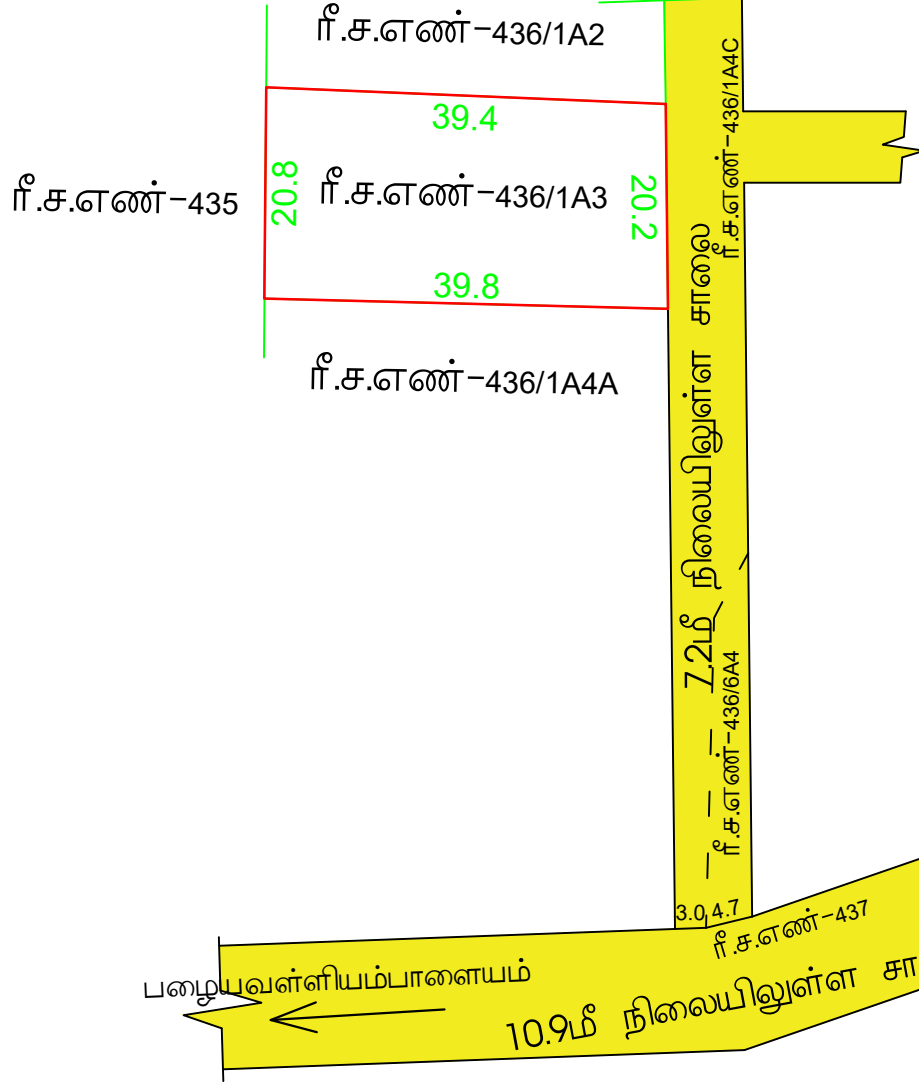 ரீ.ச.எண்-436/1A2
39.4
20.8
ரீ.ச.எண்-435
ரீ.ச.எண்-436/1A3
20.2
39.8
ரீ.ச.எண்-436/1A4A
ரீ.ச.எண்-436/1A4C
7.2மீ நிலையிலுள்ள சாலை
ரீ.ச.எண்-436/6A4
3.0 4.7
ரீ.ச.எண்-437
பழையவள்ளியம்பாளையம்
10.9மீ நிலையிலுள்ள சா